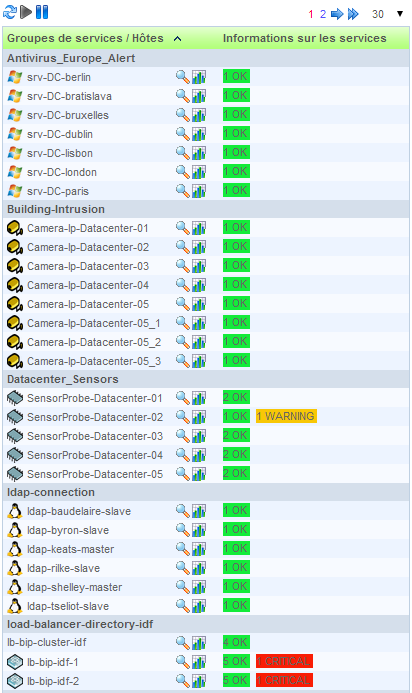 1 2 30
Groupes de services / Hôtes Informations sur les services
Antivirus_Europe_Alert
srv-DC-berlin 1 OK
srv-DC-bratislava 1 OK
srv-DC-bruxelles 1 OK
srv-DC-dublin 1 OK
srv-DC-lisbon 1 OK
srv-DC-london 1 OK
srv-DC-paris 1 OK
Building-Intrusion
Camera-Ip-Datacenter-01 1 OK
Camera-Ip-Datacenter-02 1 OK
Camera-Ip-Datacenter-03 1 OK
Camera-Ip-Datacenter-04 1 OK
Camera-Ip-Datacenter-05 1 OK
Camera-Ip-Datacenter-05_1 1 OK
Camera-Ip-Datacenter-05_2 1 OK
Camera-Ip-Datacenter-05_3 1 OK
Datacenter_Sensors
SensorProbe-Datacenter-01 2 OK
SensorProbe-Datacenter-02 1 OK 1 WARNING
SensorProbe-Datacenter-03 2 OK
SensorProbe-Datacenter-04 2 OK
SensorProbe-Datacenter-05 2 OK
ldap-connection
ldap-baudelaire-slave 1 OK
ldap-byron-slave 1 OK
ldap-keats-master 1 OK
ldap-rilke-slave 1 OK
ldap-shelley-master 1 OK
ldap-tseliot-slave 1 OK
load-balancer-directory-idf
lb-bip-cluster-idf 4 OK
lb-bip-idf-1 5 OK 1 CRITICAL
lb-bip-idf-2 5 OK 1 CRITICAL